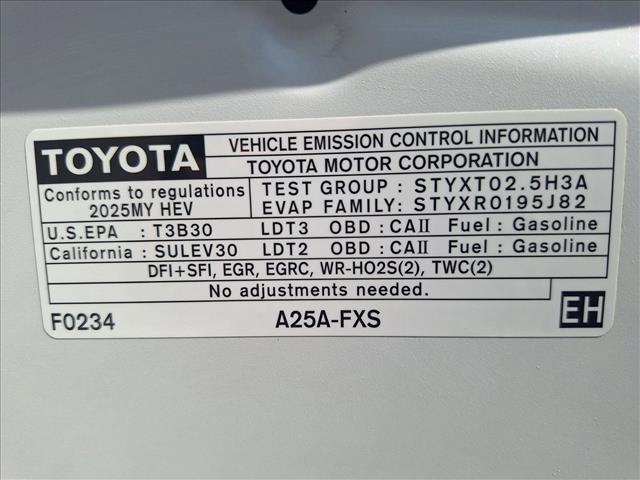 TOYOTA
VEHICLE EMISSION CONTROL INFORMATION
TOYOTA MOTOR CORPORATION
Conforms to regulations
2025MY HEV
TEST GROUP : STYXT02.5H3A
EVAP FAMILY: STYXR0195J82
U.S.EPA : T3B30 LDT3 OBD : CAII Fuel : Gasoline
California : SULEV30 LDT2 OBD : CAII Fuel : Gasoline
DFI+SFI, EGR, EGRC, WR-HO2S(2), TWC(2)
No adjustments needed.
F0234 A25A-FXS EH